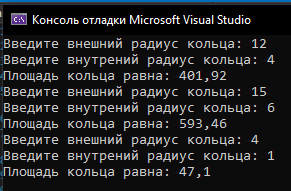 Консоль отладки Microsoft Visual Studio
Введите внешний радиус кольца: 12
Введите внутрений радиус кольца: 4
Площадь кольца равна: 401,92
Введите внешний радиус кольца: 15
Введите внутрений радиус кольца: 6
Площадь кольца равна: 593,46
Введите внешний радиус кольца: 4
Введите внутрений радиус кольца: 1
Площадь кольца равна: 47,1